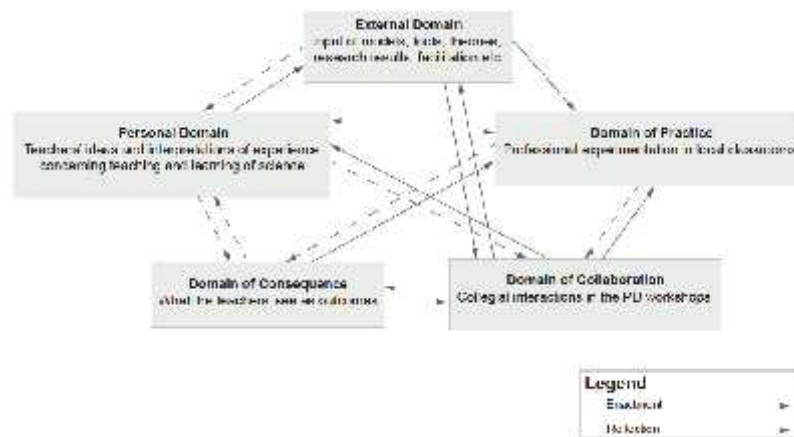 External Domain
Input of models, tools, theories,
research results, facilitation etc
Personal Domain
Teachers' ideas and interpretations of experience
concerning teaching and learning of science
Domain of Practice
Professional experimentation in local classrooms
Domain of Consequence
What the teachers see as outcomes
Domain of Collaboration
Collegial interactions in the PD workshops
Legend
Enactment
Reflection